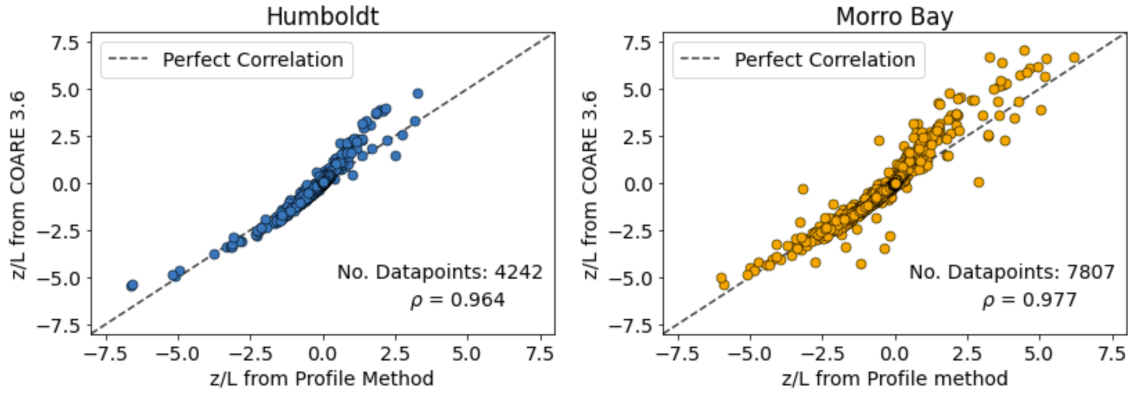 Humboldt
Perfect Correlation
7.5
5.0
2.5
0.0
−2.5
−5.0
−7.5
z/L from COARE 3.6
No. Datapoints: 4242
ρ = 0.964
−7.5 −5.0 −2.5 0.0 2.5 5.0 7.5
z/L from Profile Method
Morro Bay
Perfect Correlation
7.5
5.0
2.5
0.0
−2.5
−5.0
−7.5
z/L from COARE 3.6
No. Datapoints: 7807
ρ = 0.977
−7.5 −5.0 −2.5 0.0 2.5 5.0 7.5
z/L from Profile method